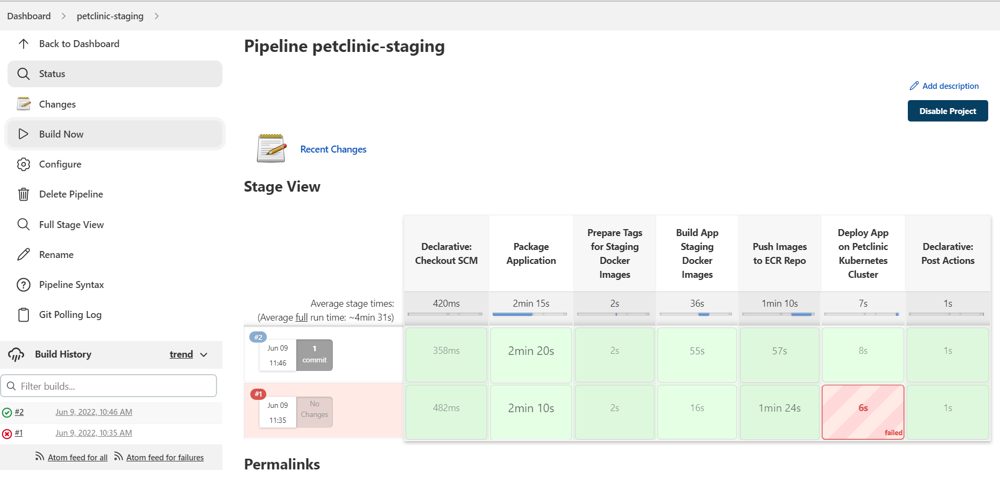 Dashboard
petclinic-staging
Back to Dashboard
Status
Changes
Build Now
Configure
Delete Pipeline
Full Stage View
Rename
Pipeline Syntax
Git Polling Log
Build History
trend
Filter builds...
#2
Jun 9, 2022, 10:46 AM
#1
Jun 9, 2022, 10:35 AM
Atom feed for all
Atom feed for failures
Pipeline petclinic-staging
Add description
Disable Project
Recent Changes
Stage View
Declarative:
Checkout SCM
Package
Application
Prepare Tags
for Staging
Docker
Images
Build App
Staging
Docker
Images
Push Images
to ECR Repo
Deploy App
on Petclinic
Kubernetes
Cluster
Declarative:
Post Actions
Average stage times:
(Average full run time: ~4min 31s)
420ms
2min 15s
2s
36s
1min 10s
7s
1s
#2
Jun 09
11:46
1
commit
358ms
2min 20s
2s
55s
57s
8s
1s
#1
Jun 09
11:35
No
Changes
482ms
2min 10s
2s
16s
1min 24s
6s
failed
1s
Permalinks